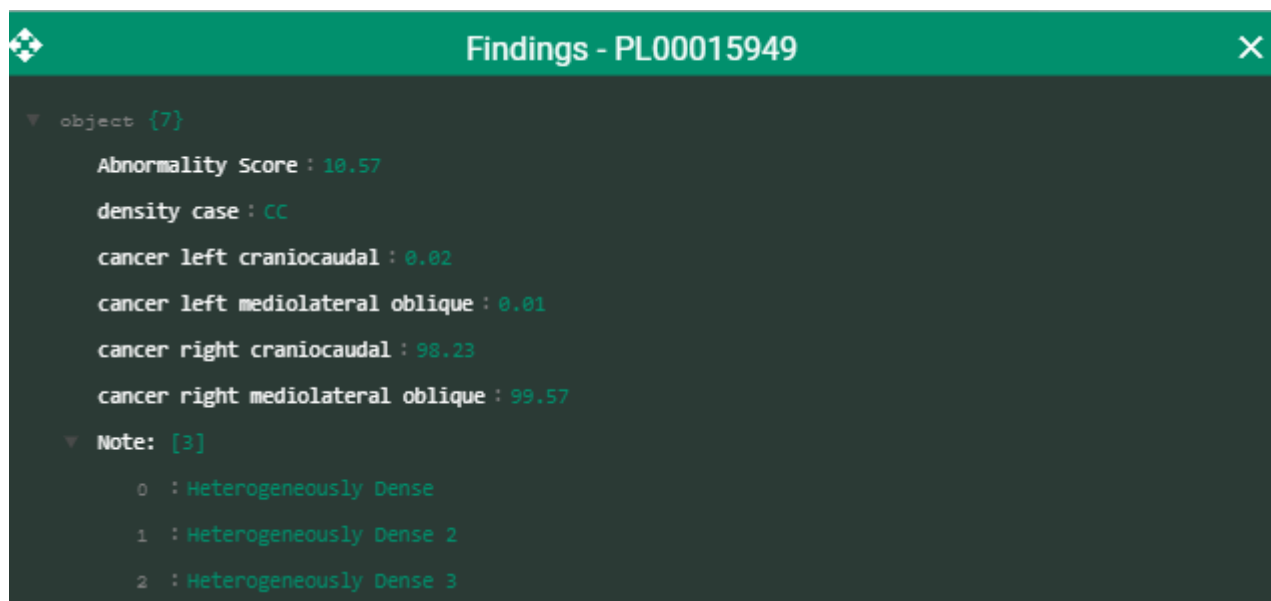 Findings - PL00015949
object {7}
Abnormality Score : 10.57
density case : CC
cancer left craniocaudal : 0.02
cancer left mediolateral oblique : 0.01
cancer right craniocaudal : 98.23
cancer right mediolateral oblique : 99.57
Note: [3]
0 : Heterogeneously Dense
1 : Heterogeneously Dense 2
2 : Heterogeneously Dense 3